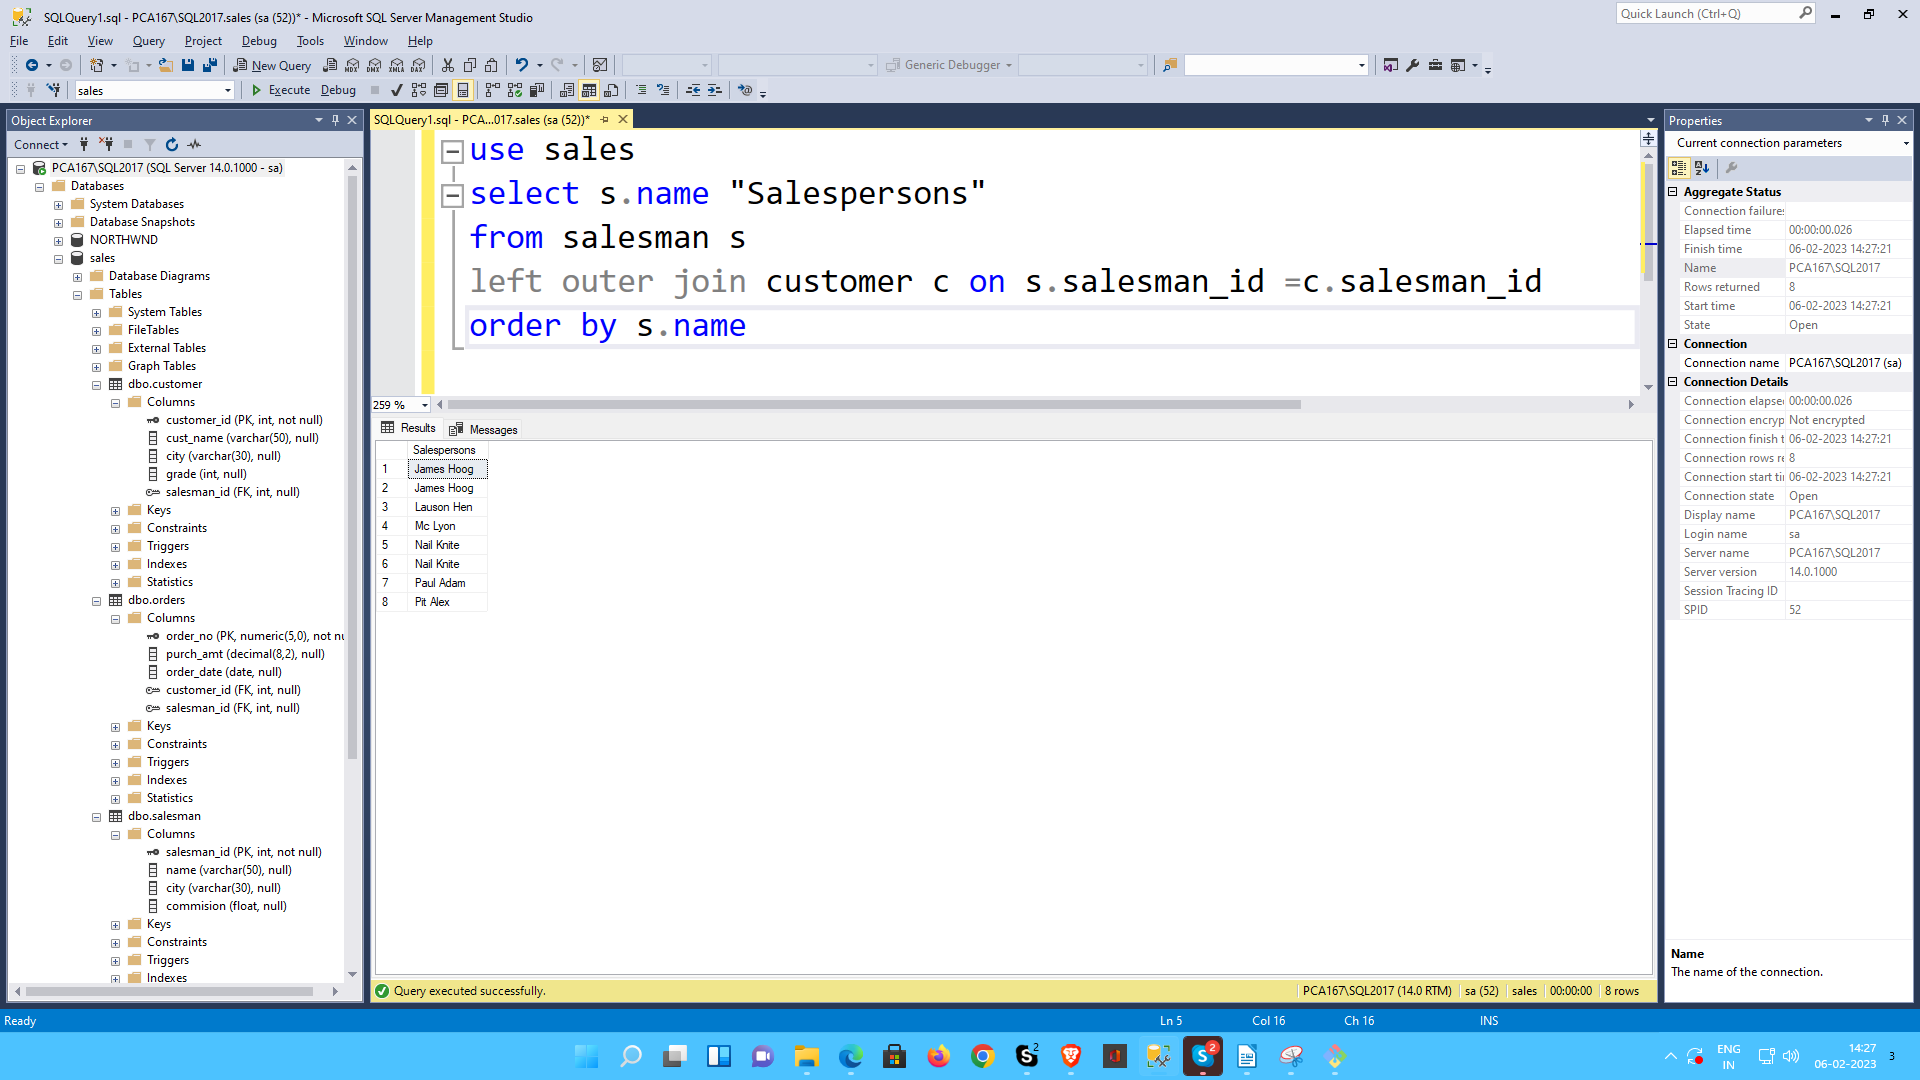 SQLQuery1.sql - PCA167\SQL2017.sales (sa (52))* - Microsoft SQL Server Management Studio
Quick Launch (Ctrl+Q)
File Edit View Query Project Debug Tools Window Help
New Query MDX DMX XMLA DAX Generic Debugger
sales Execute Debug
Object Explorer
Connect
PCA167\SQL2017 (SQL Server 14.0.1000 - sa)
Databases
System Databases
Database Snapshots
NORTHWND
sales
Database Diagrams
Tables
System Tables
FileTables
External Tables
Graph Tables
dbo.customer
Columns
customer_id (PK, int, not null)
cust_name (varchar(50), null)
city (varchar(30), null)
grade (int, null)
salesman_id (FK, int, null)
Keys
Constraints
Triggers
Indexes
Statistics
dbo.orders
Columns
order_no (PK, numeric(5,0), not nu
purch_amt (decimal(8,2), null)
order_date (date, null)
customer_id (FK, int, null)
salesman_id (FK, int, null)
Keys
Constraints
Triggers
Indexes
Statistics
dbo.salesman
Columns
salesman_id (PK, int, not null)
name (varchar(50), null)
city (varchar(30), null)
commision (float, null)
Keys
Constraints
Triggers
Indexes
SQLQuery1.sql - PCA...017.sales (sa (52))*
use sales
select s.name "Salespersons"
from salesman s
left outer join customer c on s.salesman_id =c.salesman_id
order by s.name
259 %
Results Messages
Salespersons
1 James Hoog
2 James Hoog
3 Lauson Hen
4 Mc Lyon
5 Nail Knite
6 Nail Knite
7 Paul Adam
8 Pit Alex
Query executed successfully. PCA167\SQL2017 (14.0 RTM) sa (52) sales 00:00:00 8 rows
Properties
Current connection parameters
Aggregate Status
Connection failures
Elapsed time 00:00:00.026
Finish time 06-02-2023 14:27:21
Name PCA167\SQL2017
Rows returned 8
Start time 06-02-2023 14:27:21
State Open
Connection
Connection name PCA167\SQL2017 (sa)
Connection Details
Connection elapse 00:00:00.026
Connection encryp Not encrypted
Connection finish t 06-02-2023 14:27:21
Connection rows re 8
Connection start ti 06-02-2023 14:27:21
Connection state Open
Display name PCA167\SQL2017
Login name sa
Server name PCA167\SQL2017
Server version 14.0.1000
Session Tracing ID
SPID 52
Name
The name of the connection.
Ready Ln 5 Col 16 Ch 16 INS
2 2 ENG IN 14:27 06-02-2023 3